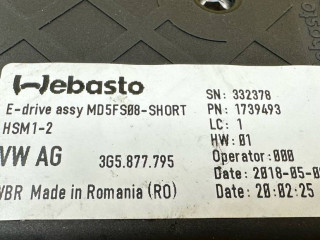 ebasto
Webasto
E-drive assy MD5FS08-SHORT
HSM1-2
VW AG 3G5.877.795
WBR Made in Romania (RO)
SN: 332378
PN: 1739493
LC: 1
HW: 01
Operator: 000
Date: 2018-05-0
Date: 20:02:25